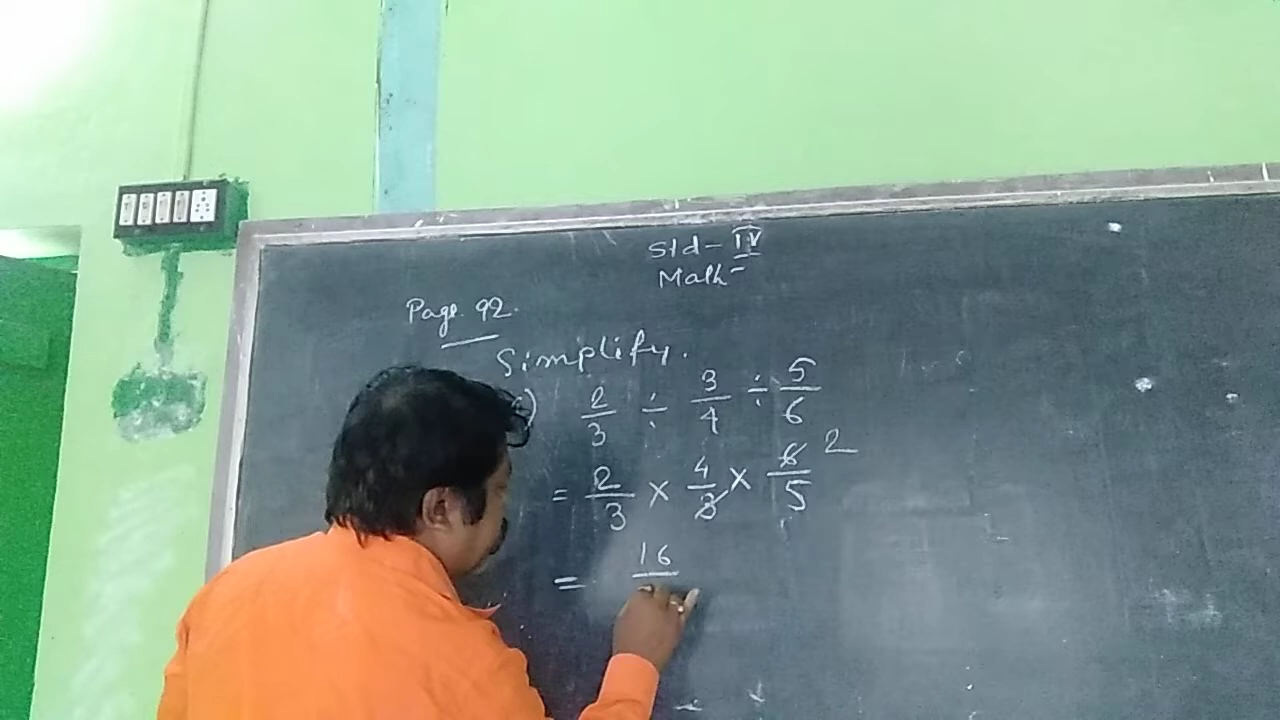 Std - IV
Math -
Page. 92.
Simplify.
2/3 ÷ 3/4 ÷ 5/6
= 2/3 × 4/3 × 6/5 2
= 16